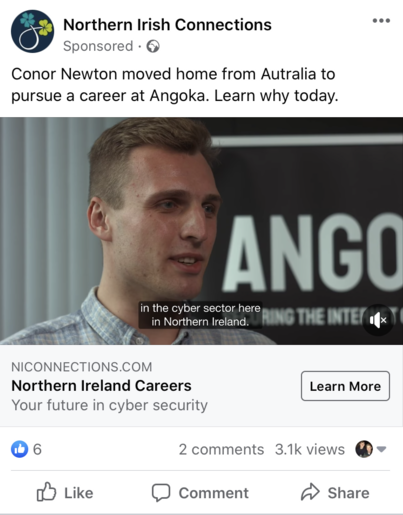 Northern Irish Connections
Sponsored ·
Conor Newton moved home from Autralia to
pursue a career at Angoka. Learn why today.
ANGO
RING THE INTE
in the cyber sector here
in Northern Ireland.
NICONNECTIONS.COM
Northern Ireland Careers
Your future in cyber security
Learn More
6
2 comments 3.1k views
Like Comment Share